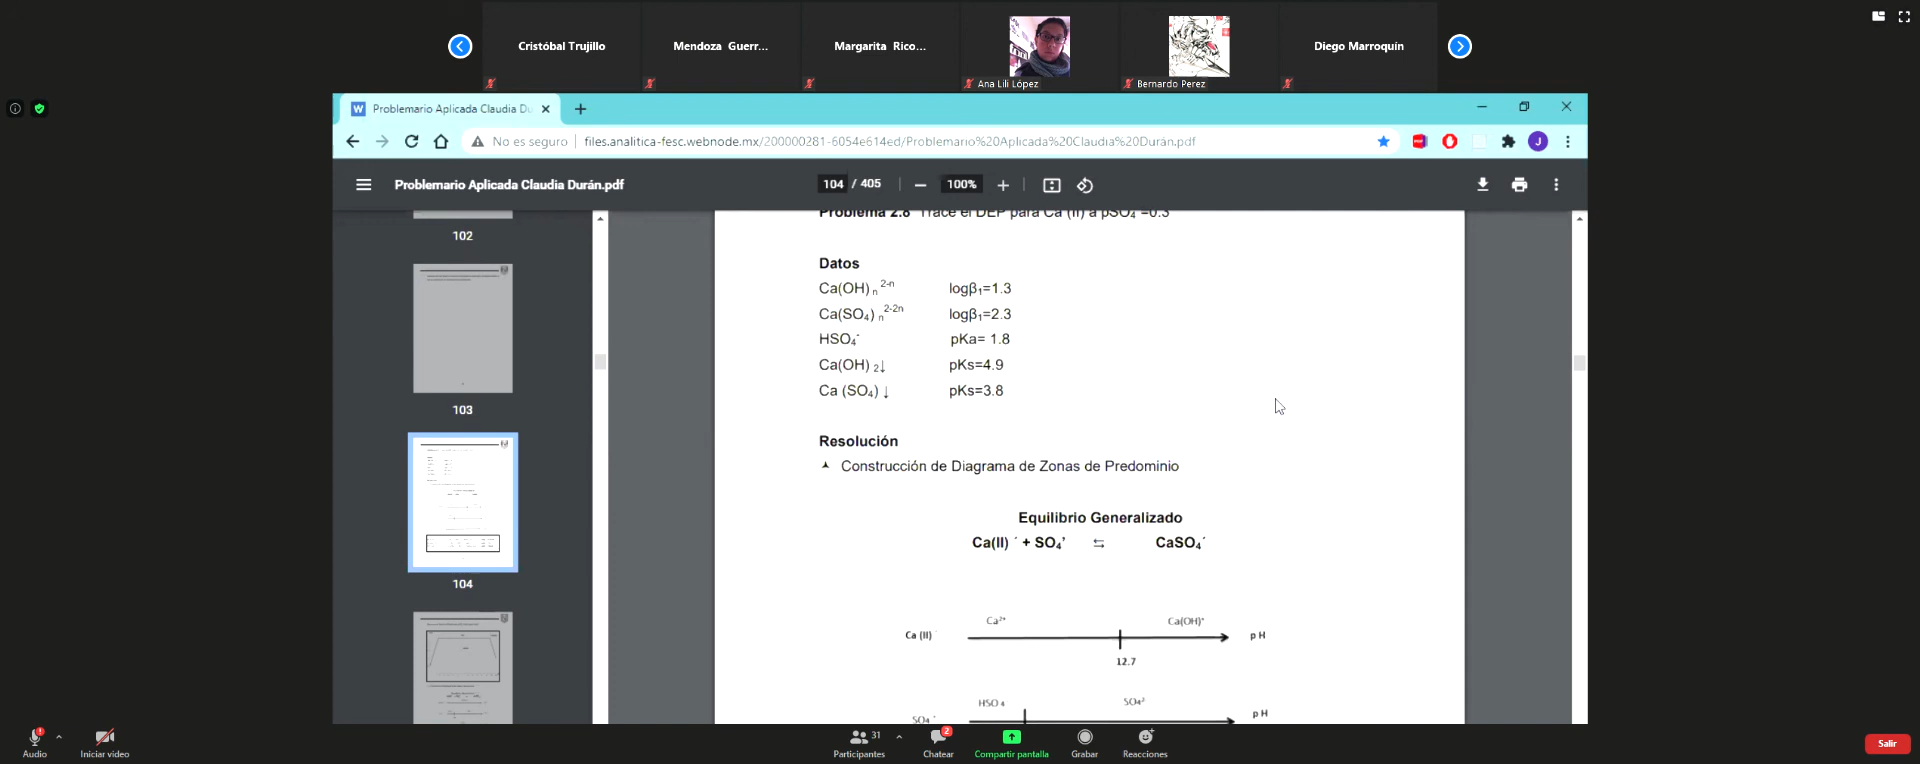 Cristóbal Trujillo
Mendoza Guerr...
Margarita Rico...
Ana Lili López
Bernardo Perez
Diego Marroquín
W Problemario Aplicada Claudia Du
No es seguro
files.analitica-fesc.webnode.mx/200000281-6054e614ed/Problemario%20Aplicada%20Claudia%20Durán.pdf
J
Problemario Aplicada Claudia Durán.pdf
104 / 405
100%
102
103
104
Problema 2.8 Trace el DEP para Ca (II) a pSO₄ =0.3
Datos
Ca(OH) ₙ ²⁻ⁿ logβ₁=1.3
Ca(SO₄) ₙ ²⁻²ⁿ logβ₁=2.3
HSO₄⁻ pKa= 1.8
Ca(OH) ₂↓ pKs=4.9
Ca (SO₄) ↓ pKs=3.8
Resolución
Construcción de Diagrama de Zonas de Predominio
Equilibrio Generalizado
Ca(II) ´ + SO₄’ ⇆ CaSO₄´
Ca²⁺ Ca(OH)⁺
Ca (II) ´ p H
12.7
HSO ₄ SO₄²
SO₄ ´ p H
Audio
Iniciar video
Participantes
31
Chatear
2
Compartir pantalla
Grabar
Reacciones
Salir